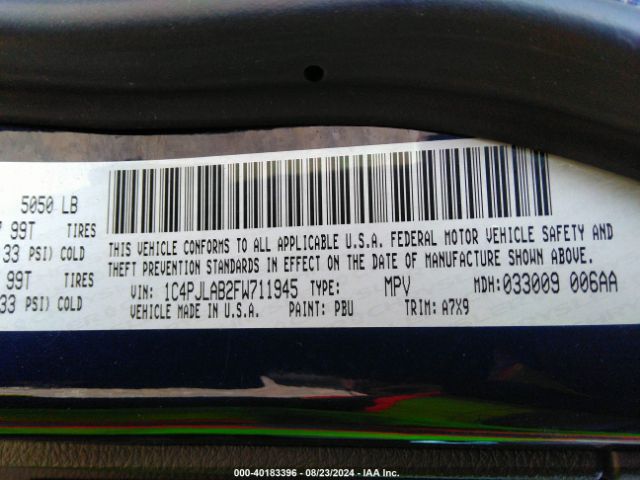 5050 LB
99T TIRES
33 PSI) COLD
99T TIRES
33 PSI) COLD
THIS VEHICLE CONFORMS TO ALL APPLICABLE U.S.A. FEDERAL MOTOR VEHICLE SAFETY AND
THEFT PREVENTION STANDARDS IN EFFECT ON THE DATE OF MANUFACTURE SHOWN ABOVE.
VIN: 1C4PJLAB2FW711945 TYPE: MPV MDH:033009 006AA
VEHICLE MADE IN U.S.A. PAINT: PBU TRIM: A7X9
000-40183396 - 08/23/2024 - IAA Inc.